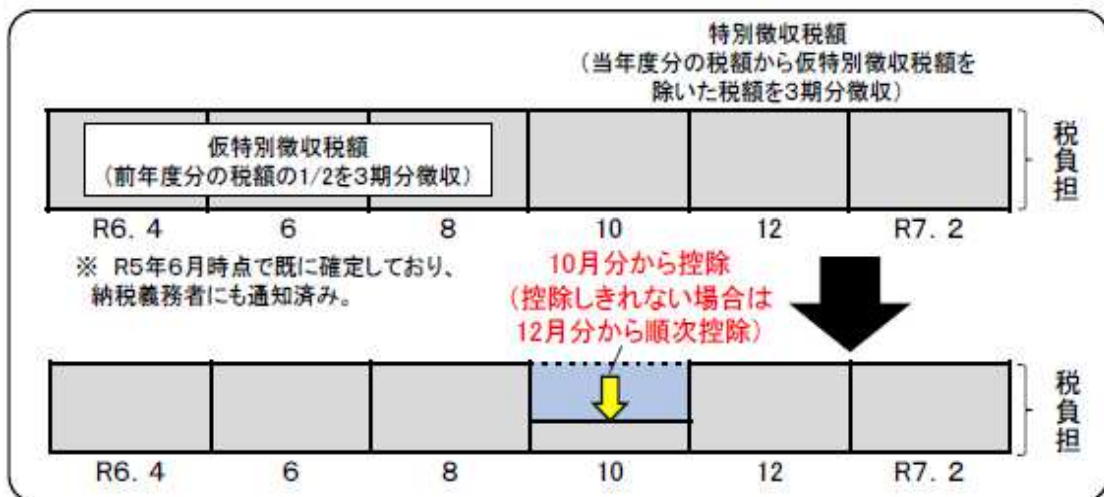 特別徴収税額
（当年度分の税額から仮特別徴収税額を
除いた税額を3期分徴収）
仮特別徴収税額
（前年度分の税額の1/2を3期分徴収）
税負担
R6. 4 6 8 10 12 R7. 2
※ R5年6月時点で既に確定しており、
納税義務者にも通知済み。
10月分から控除
（控除しきれない場合は
12月分から順次控除）
税負担
R6. 4 6 8 10 12 R7. 2